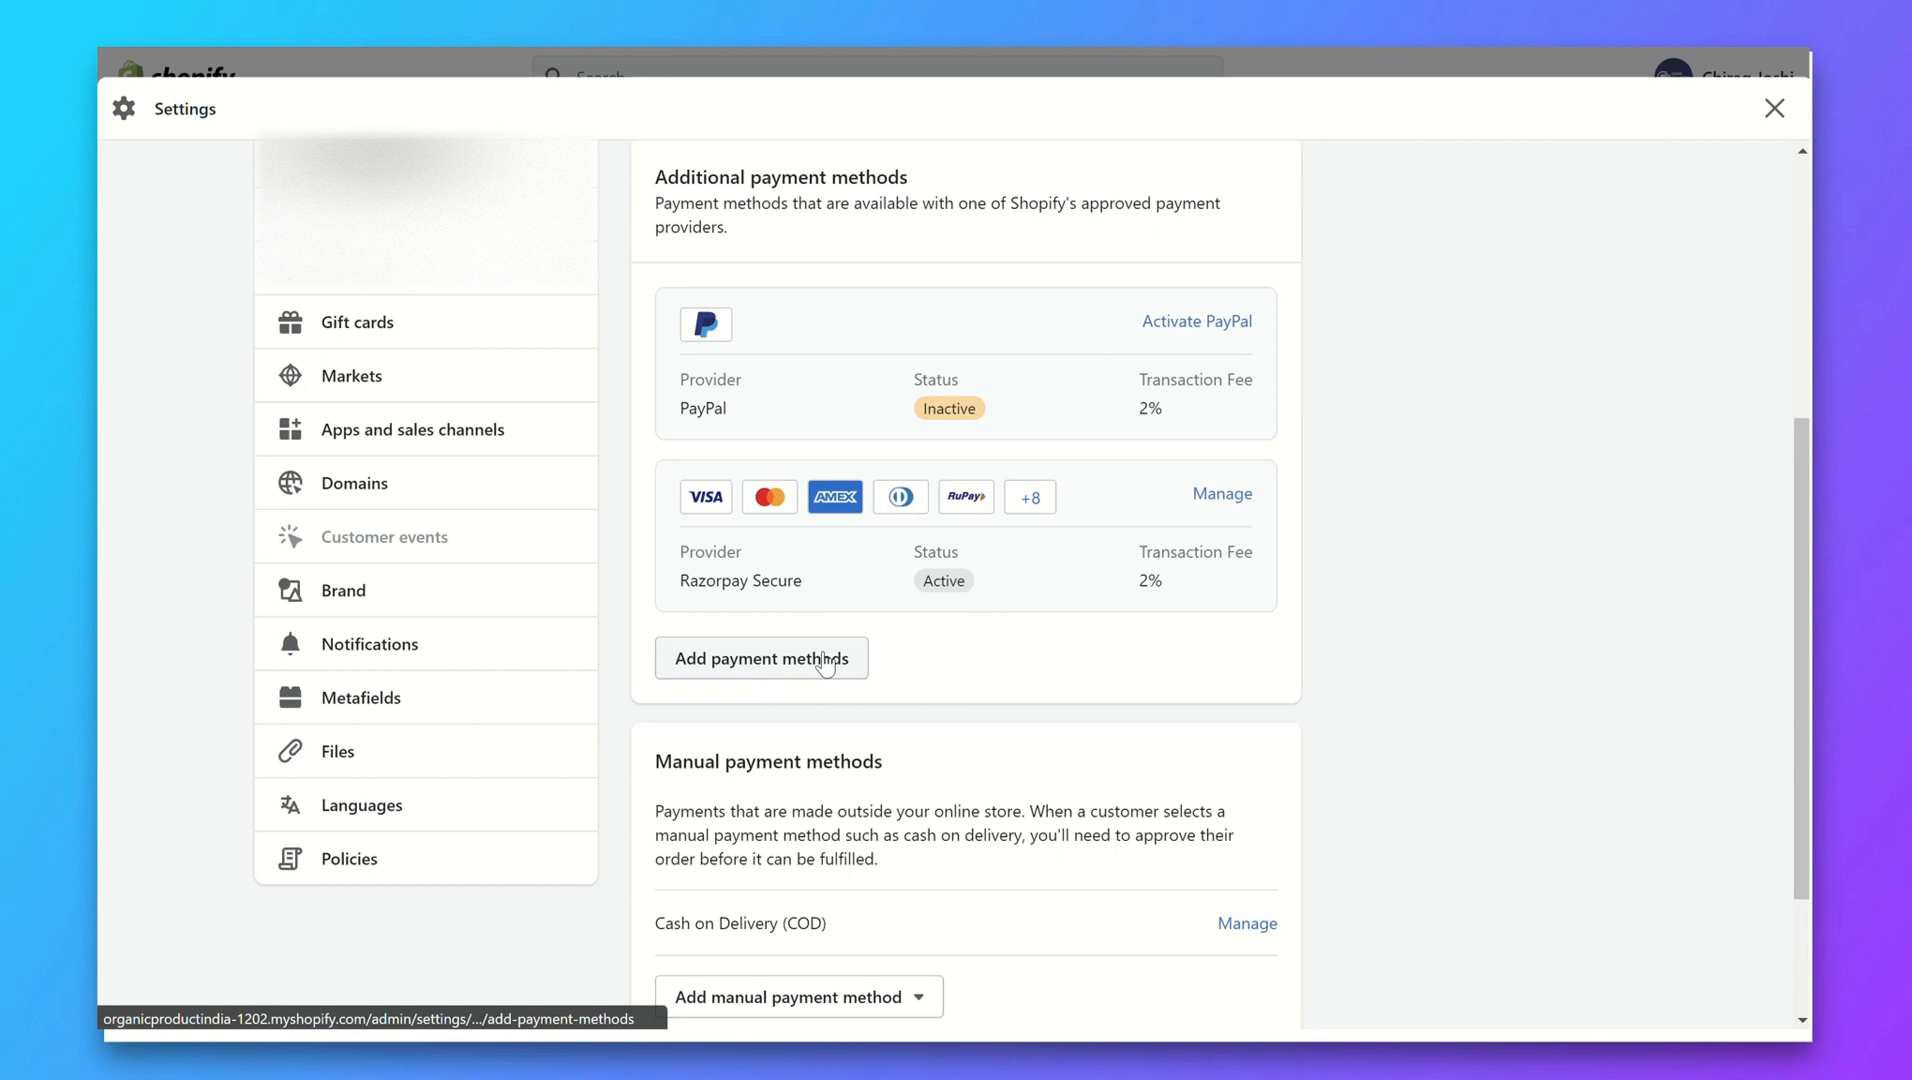 shopify
Search
Chirag Joshi
Settings
Additional payment methods
Payment methods that are available with one of Shopify's approved payment
providers.
Activate PayPal
Provider
Status
Transaction Fee
PayPal
Inactive
2%
VISA
AMEX
RuPay
+8
Manage
Provider
Status
Transaction Fee
Razorpay Secure
Active
2%
Add payment methods
Gift cards
Markets
Apps and sales channels
Domains
Customer events
Brand
Notifications
Metafields
Files
Languages
Policies
Manual payment methods
Payments that are made outside your online store. When a customer selects a
manual payment method such as cash on delivery, you'll need to approve their
order before it can be fulfilled.
Cash on Delivery (COD)
Manage
Add manual payment method
organicproductindia-1202.myshopify.com/admin/settings/.../add-payment-methods